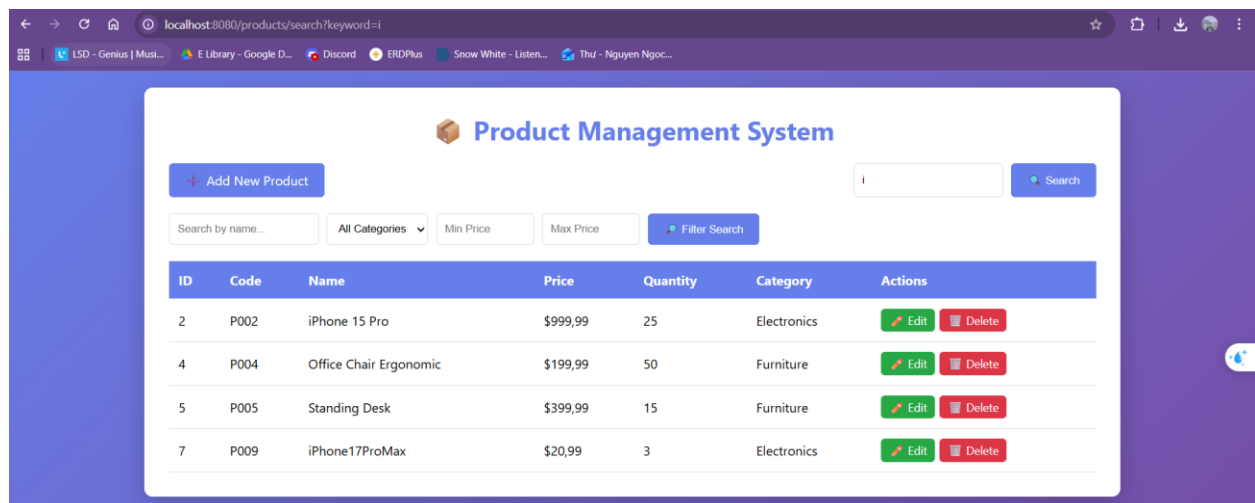 localhost:8080/products/search?keyword=i
LSD - Genius | Musi... E Library - Google D... Discord ERDPlus Snow White - Listen... Thư - Nguyen Ngoc...
Product Management System
Add New Product i Search
Search by name... All Categories Min Price Max Price Filter Search
ID Code Name Price Quantity Category Actions
2 P002 iPhone 15 Pro $999,99 25 Electronics Edit Delete
4 P004 Office Chair Ergonomic $199,99 50 Furniture Edit Delete
5 P005 Standing Desk $399,99 15 Furniture Edit Delete
7 P009 iPhone17ProMax $20,99 3 Electronics Edit Delete